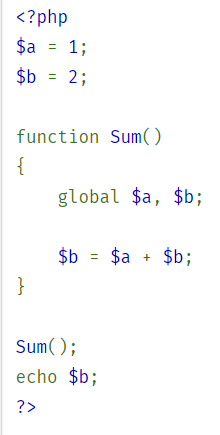 <?php
$a = 1;
$b = 2;

function Sum()
{
    global $a, $b;

    $b = $a + $b;
}

Sum();
echo $b;
?>